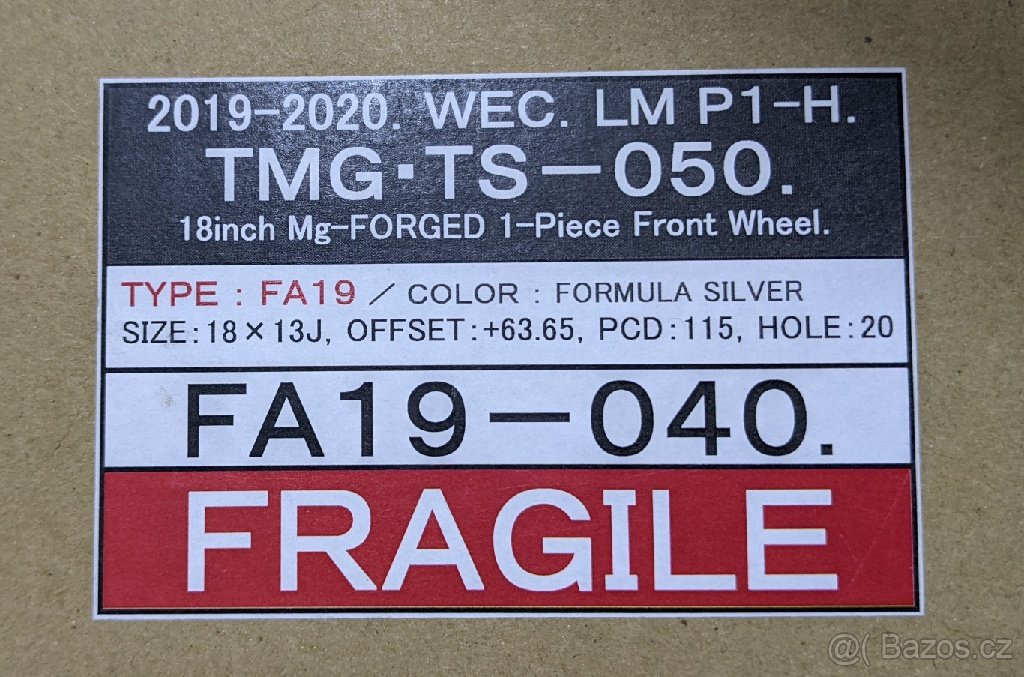 2019-2020. WEC. LM P1-H.
TMG·TS-050.
18inch Mg-FORGED 1-Piece Front Wheel.
TYPE : FA19 / COLOR : FORMULA SILVER
SIZE:18×13J, OFFSET:+63.65, PCD:115, HOLE:20
FA19-040.
FRAGILE
@( Bazos.cz